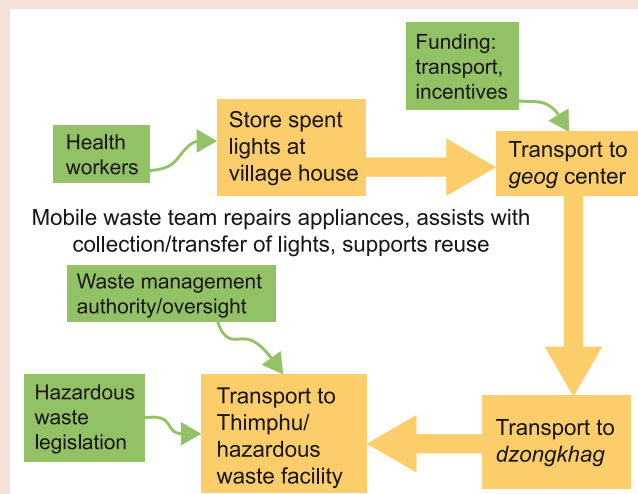 Funding:
transport,
incentives
Store spent
lights at
village house
Health
workers
Transport to
geog center
Mobile waste team repairs appliances, assists with
collection/transfer of lights, supports reuse
Waste management
authority/oversight
Hazardous
waste
legislation
Transport to
Thimphu/
hazardous
waste facility
Transport to
dzongkhag